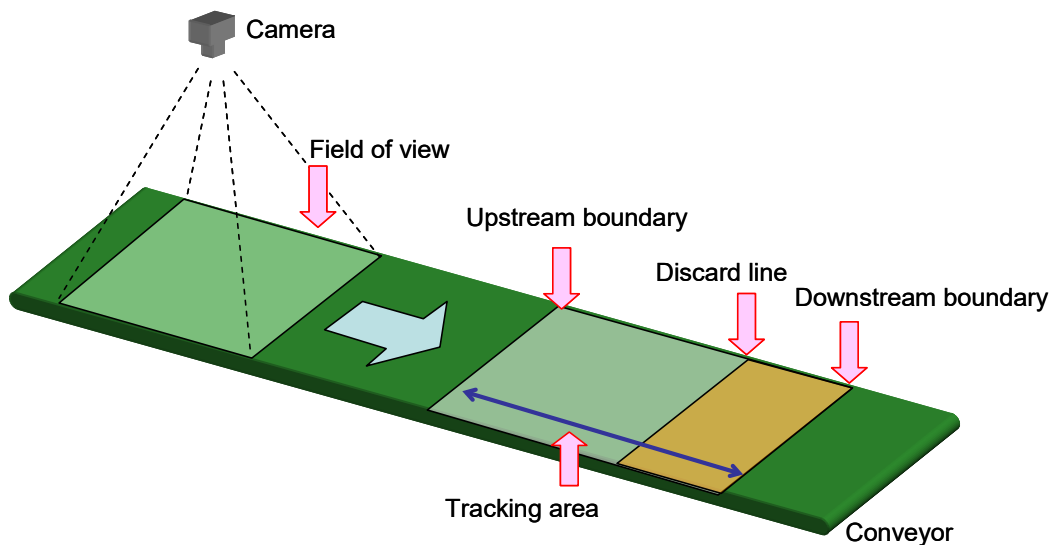 Camera
Field of view
Upstream boundary
Discard line
Downstream boundary
Tracking area
Conveyor